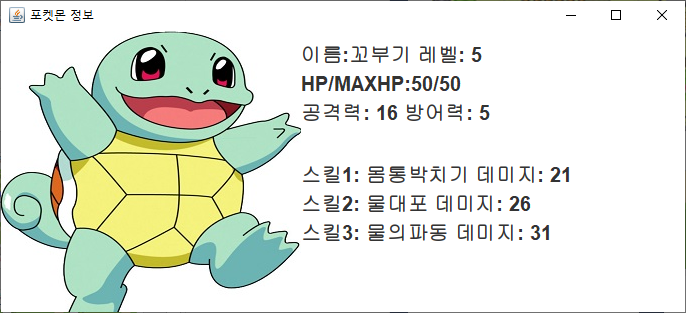 포켓몬 정보
이름:꼬부기 레벨: 5
HP/MAXHP:50/50
공격력: 16 방어력: 5
스킬1: 몸통박치기 데미지: 21
스킬2: 물대포 데미지: 26
스킬3: 물의파동 데미지: 31